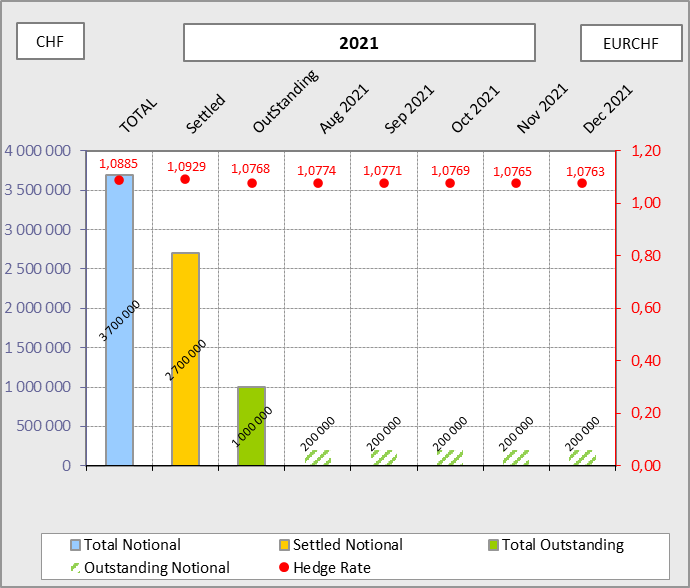 CHF
2021
EURCHF
TOTAL
Settled
OutStanding
Aug 2021
Sep 2021
Oct 2021
Nov 2021
Dec 2021
4 000 000
3 500 000
3 000 000
2 500 000
2 000 000
1 500 000
1 000 000
500 000
0
1,0885
1,0929
1,0768
1,0774
1,0771
1,0769
1,0765
1,0763
3 700 000
2 700 000
1 000 000
200 000
200 000
200 000
200 000
200 000
1,20
1,00
0,80
0,60
0,40
0,20
0,00
Total Notional
Settled Notional
Total Outstanding
Outstanding Notional
Hedge Rate